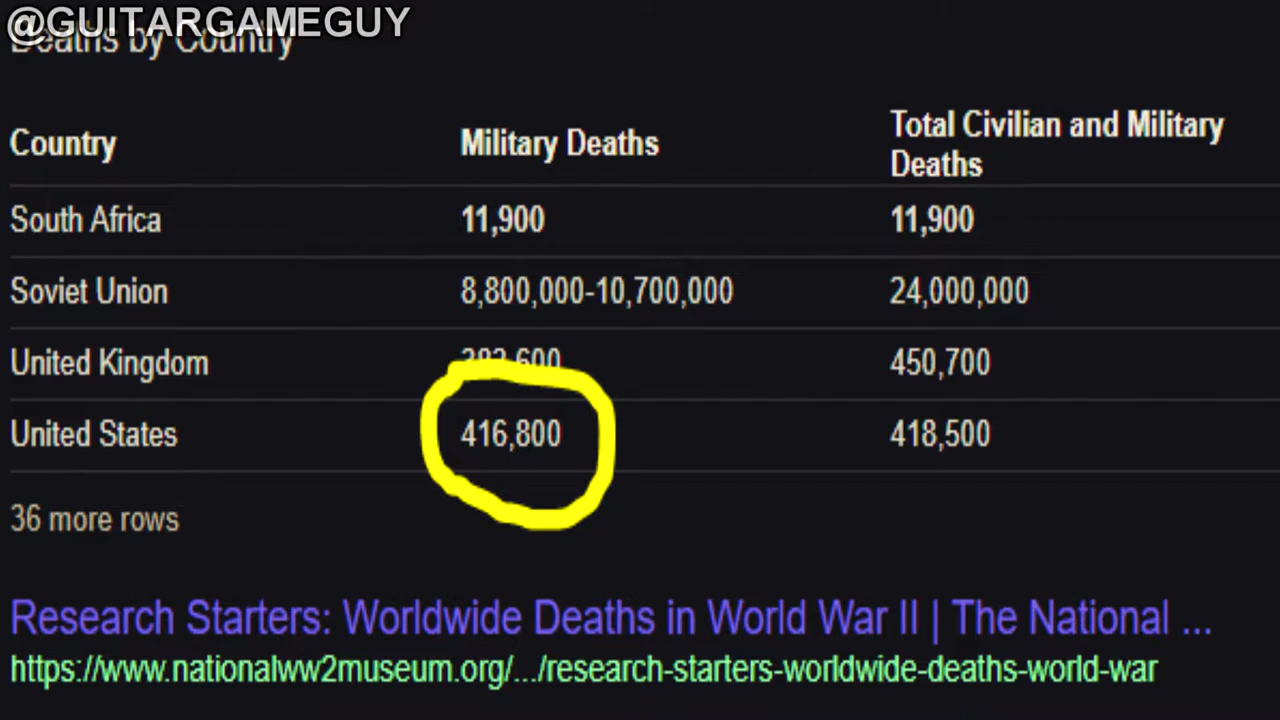 @GUITARGAMEGUY
Deaths by Country
Country Military Deaths Total Civilian and Military Deaths
South Africa 11,900 11,900
Soviet Union 8,800,000-10,700,000 24,000,000
United Kingdom 450,700
United States 416,800 418,500
36 more rows
Research Starters: Worldwide Deaths in World War II | The National ...
https://www.nationalww2museum.org/.../research-starters-worldwide-deaths-world-war